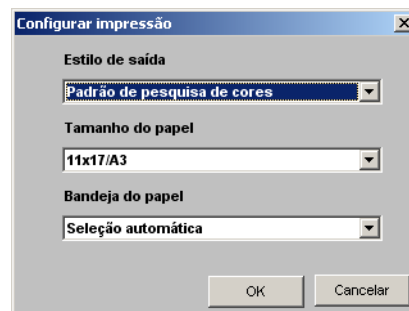 Configurar impressão
Estilo de saída
Padrão de pesquisa de cores
Tamanho do papel
11x17/A3
Bandeja do papel
Seleção automática
OK Cancelar